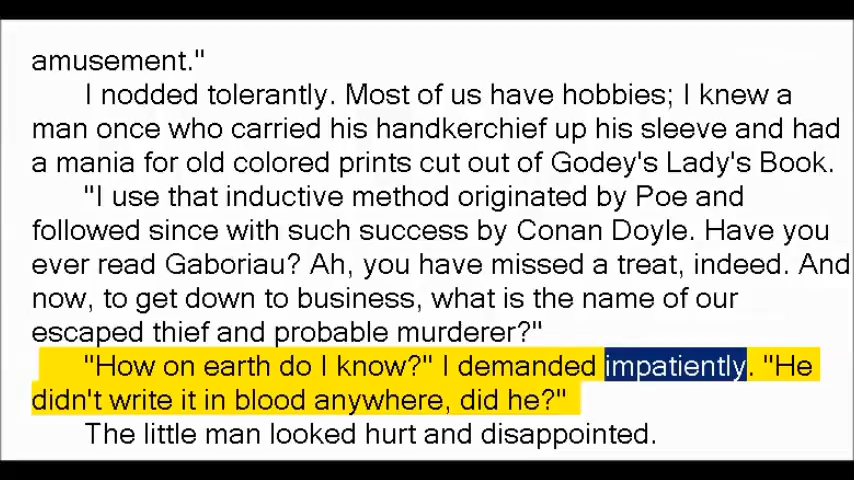 amusement."
I nodded tolerantly. Most of us have hobbies; I knew a
man once who carried his handkerchief up his sleeve and had
a mania for old colored prints cut out of Godey's Lady's Book.
"I use that inductive method originated by Poe and
followed since with such success by Conan Doyle. Have you
ever read Gaboriau? Ah, you have missed a treat, indeed. And
now, to get down to business, what is the name of our
escaped thief and probable murderer?"
"How on earth do I know?" I demanded impatiently. "He
didn't write it in blood anywhere, did he?"
The little man looked hurt and disappointed.